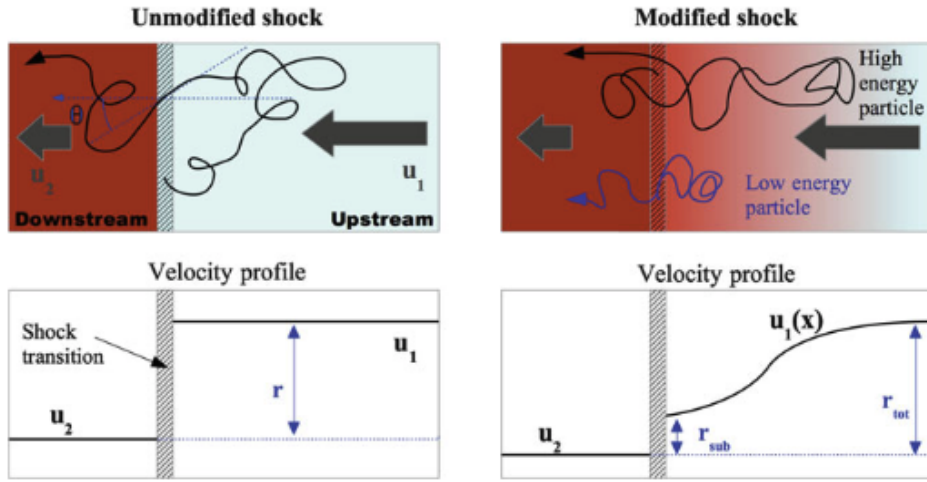 Unmodified shock
Modified shock
High
energy
particle
Θ
u2
u1
Low energy
particle
Downstream
Upstream
Velocity profile
Velocity profile
Shock
transition
u1
r
u2
u1(x)
rtot
u2
rsub